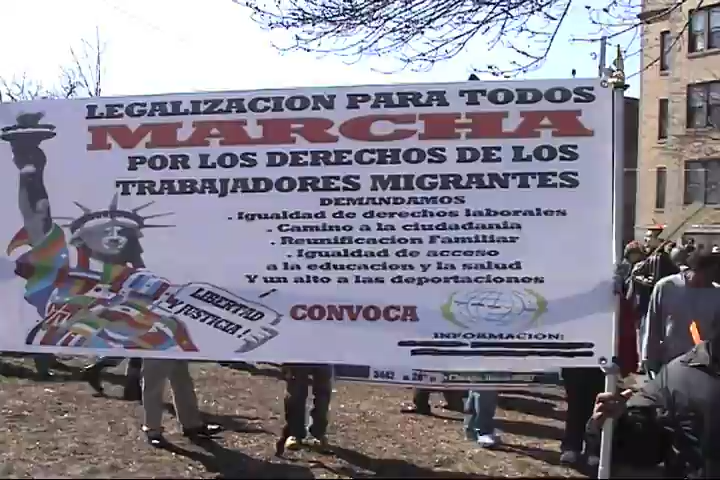 LEGALIZACION PARA TODOS
MARCHA
POR LOS DERECHOS DE LOS
TRABAJADORES MIGRANTES
DEMANDAMOS
. Igualdad de derechos laborales
. Camino a la ciudadania
. Reunificacion Familiar
. Igualdad de acceso
a la educacion y la salud
Y un alto a las deportaciones
LIBERTAD
Y JUSTICIA!
CONVOCA
INFORMACION: